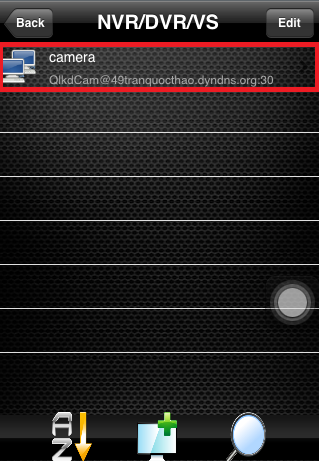 Back
NVR/DVR/VS
Edit
camera
QlkdCam@49tranquocthao.dyndns.org:30